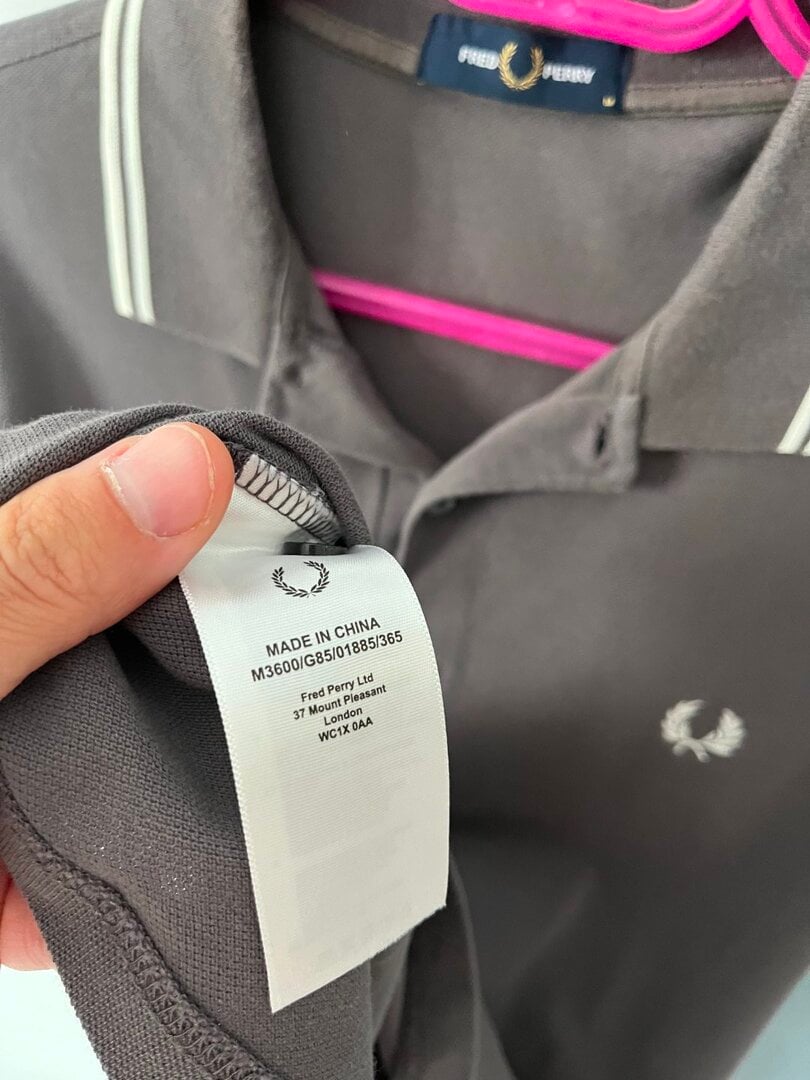 FRED PERRY
MADE IN CHINA
M3600/G85/01885/365
Fred Perry Ltd
37 Mount Pleasant
London
WC1X 0AA